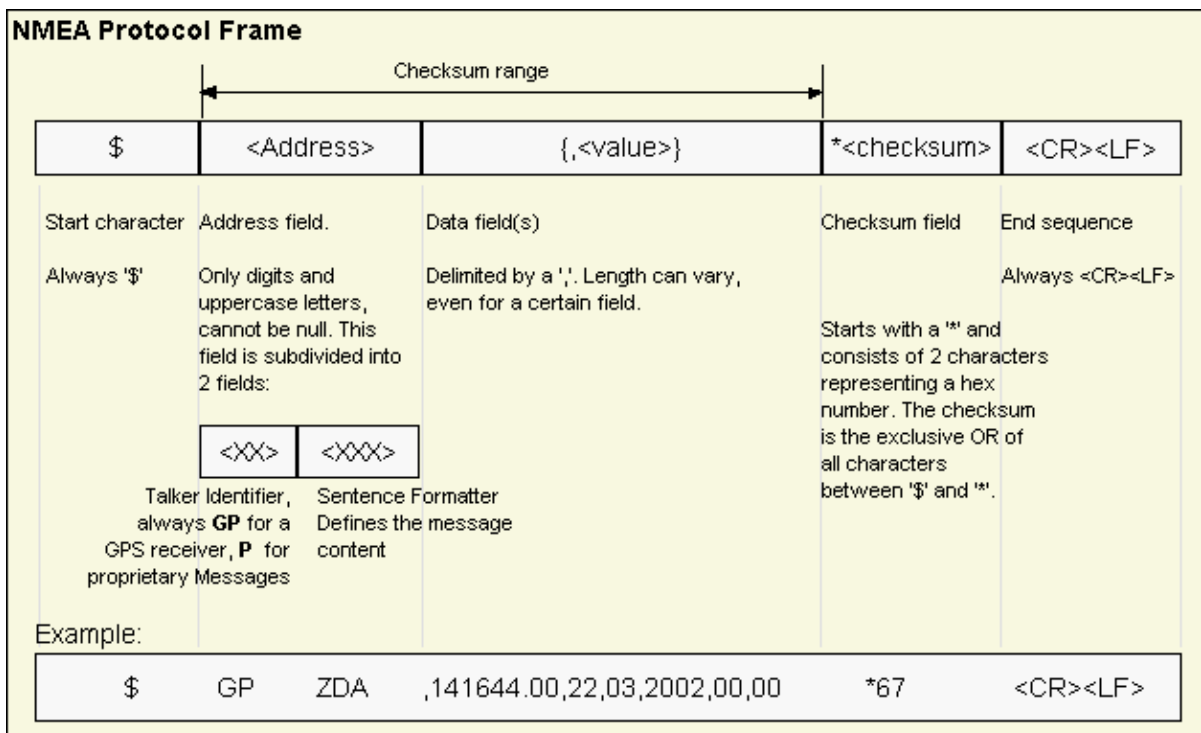 NMEA Protocol Frame
Checksum range
$ <Address> {,<value>} *<checksum> <CR><LF>
Start character
Always '$'
Address field.
Only digits and
uppercase letters,
cannot be null. This
field is subdivided into
2 fields:
<XX> <XXX>
Talker Identifier,
always GP for a
GPS receiver, P for
proprietary Messages
Sentence Formatter
Defines the message
content
Data field(s)
Delimited by a ','. Length can vary,
even for a certain field.
Checksum field
Starts with a '*' and
consists of 2 characters
representing a hex
number. The checksum
is the exclusive OR of
all characters
between '$' and '*'.
End sequence
Always <CR><LF>
Example:
$ GP ZDA ,141644.00,22,03,2002,00,00 *67 <CR><LF>